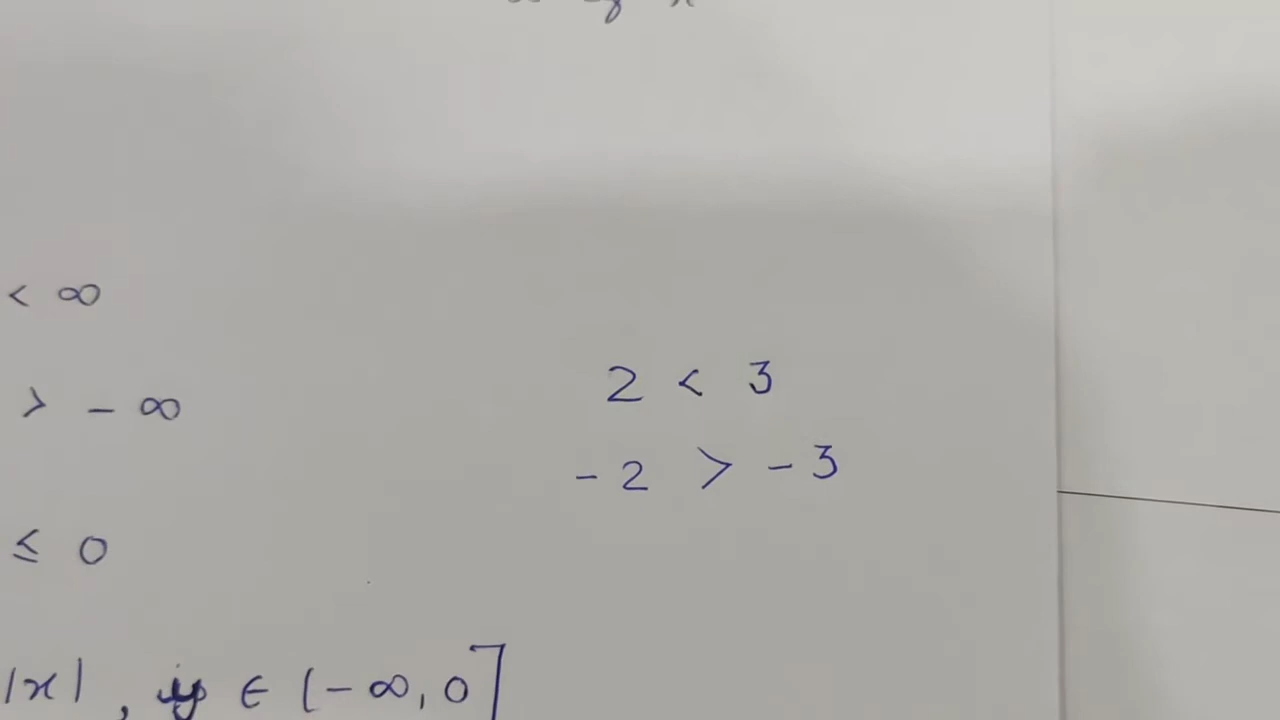 < ∞
2 < 3
> - ∞
- 2 > - 3
≤ 0
|x| , y ∈ (-∞, 0]